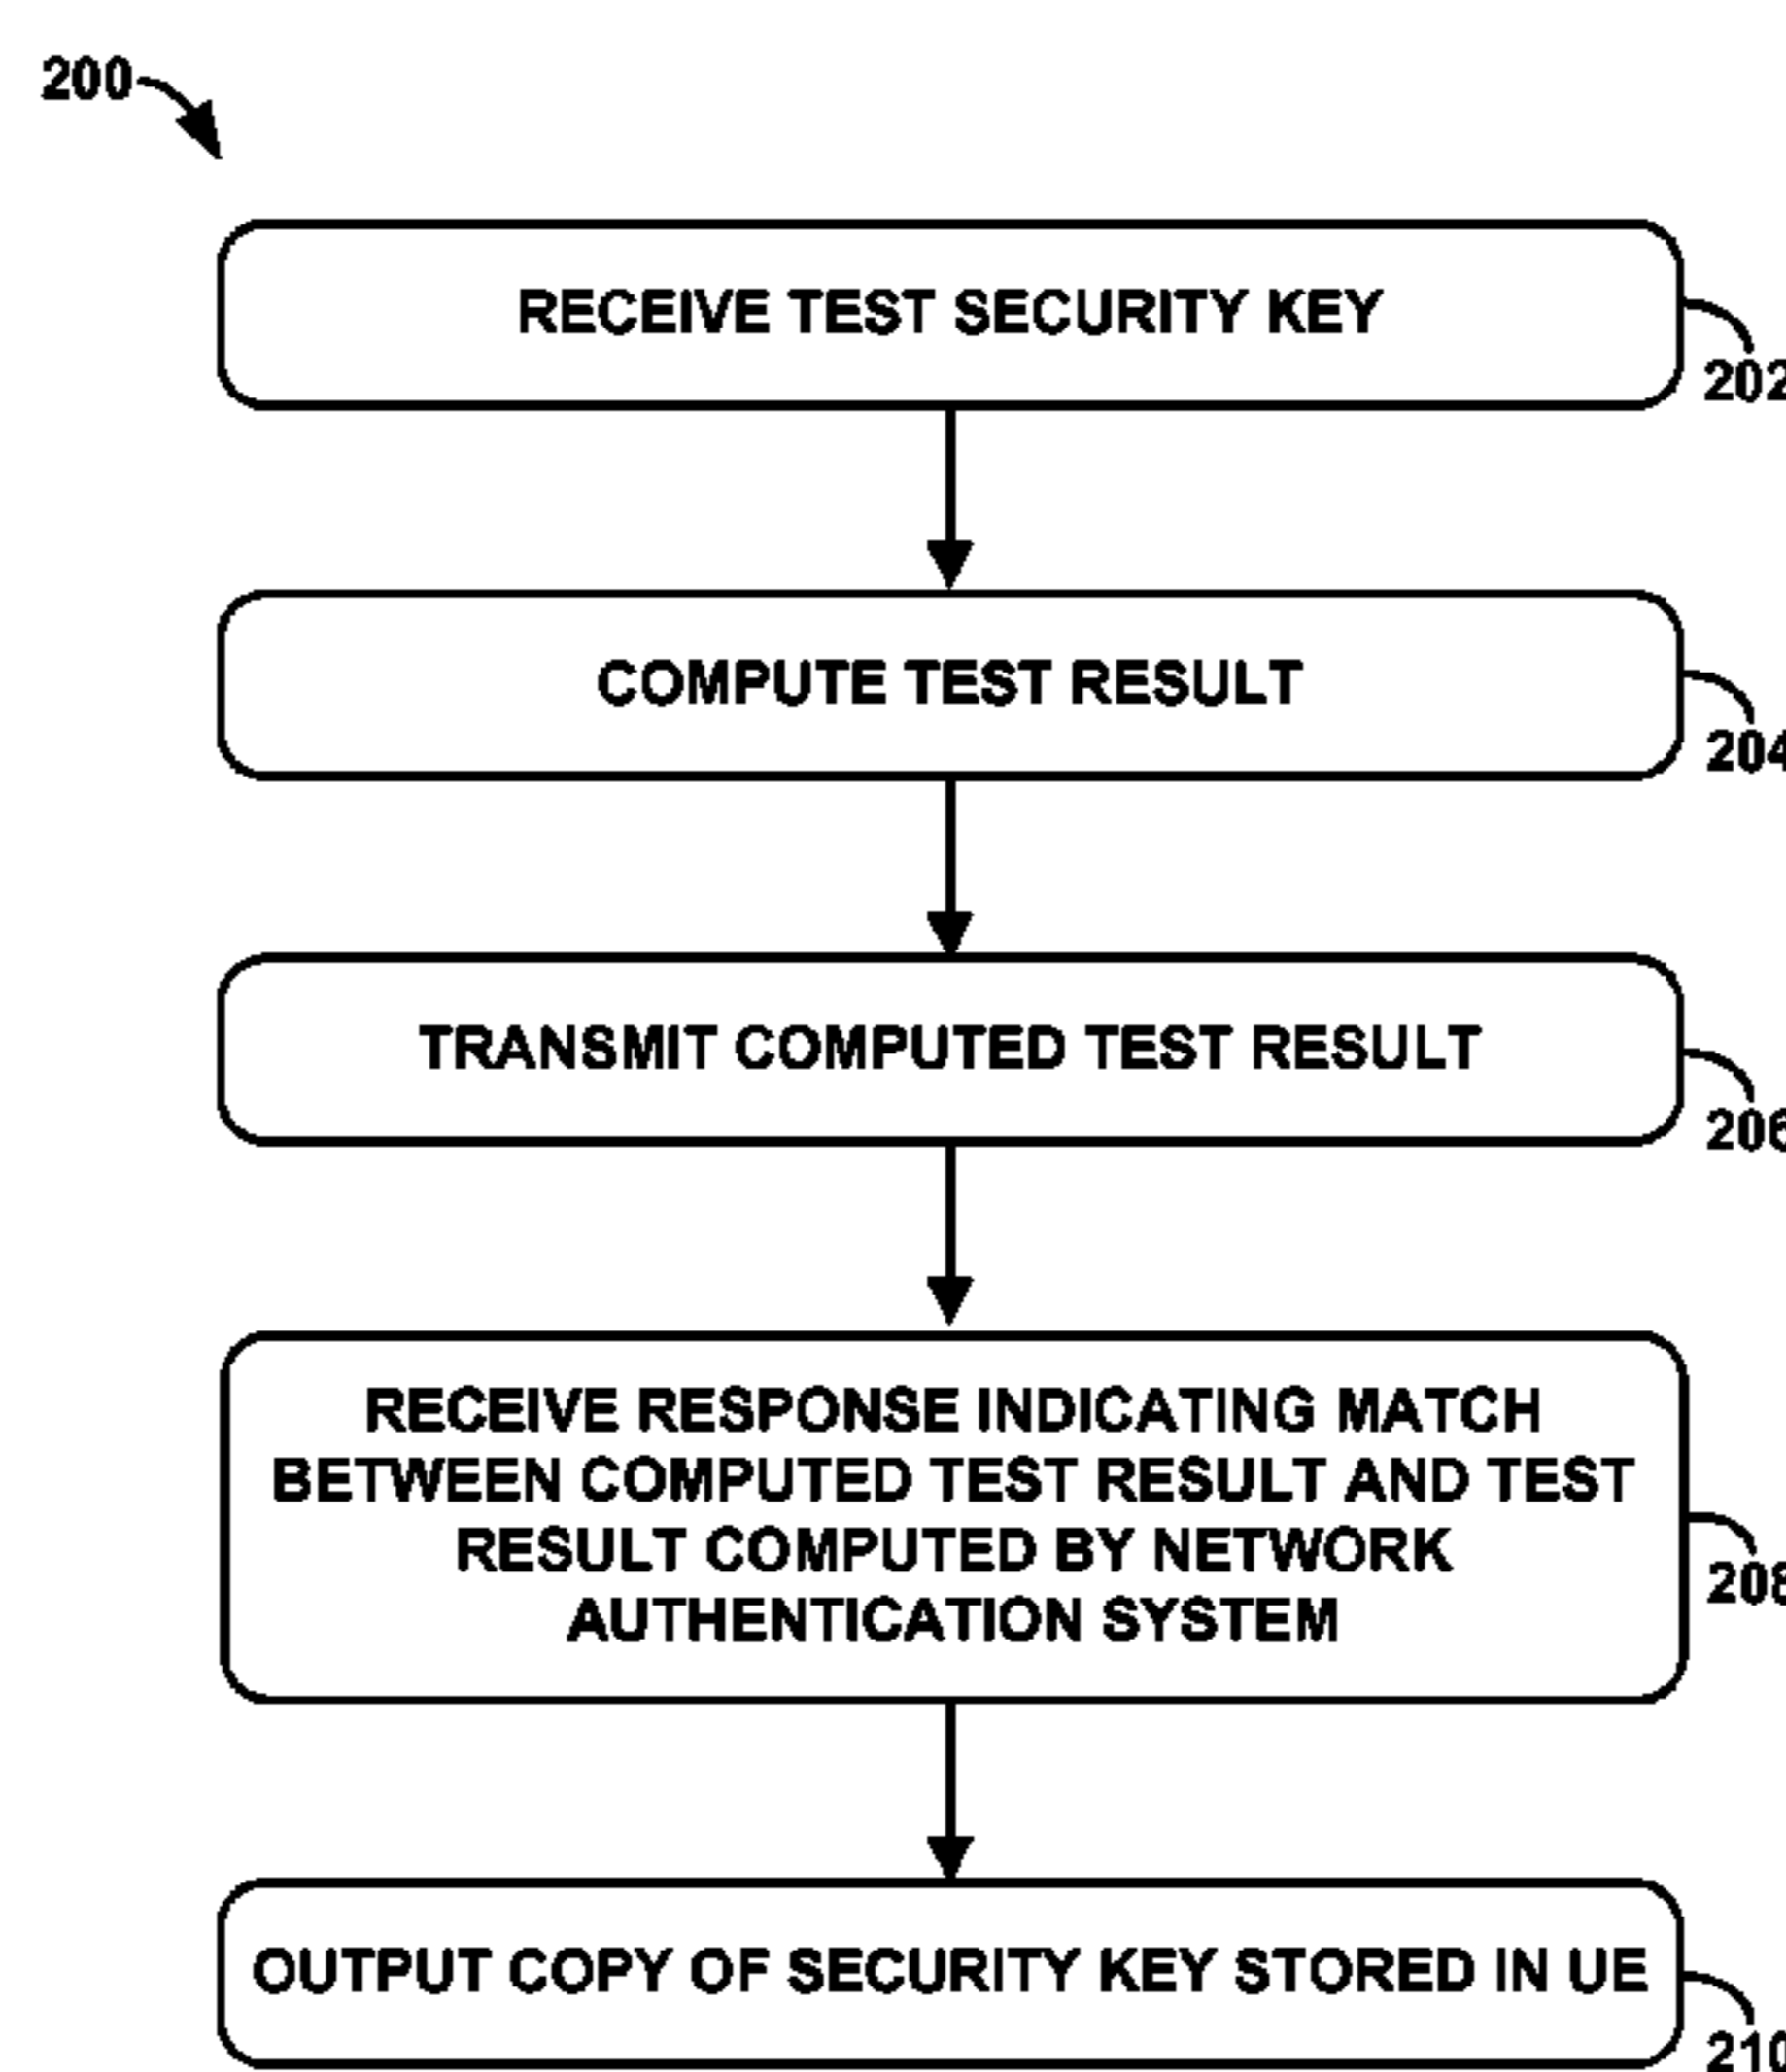 200
RECEIVE TEST SECURITY KEY
202
COMPUTE TEST RESULT
204
TRANSMIT COMPUTED TEST RESULT
206
RECEIVE RESPONSE INDICATING MATCH
BETWEEN COMPUTED TEST RESULT AND TEST
RESULT COMPUTED BY NETWORK
AUTHENTICATION SYSTEM
208
OUTPUT COPY OF SECURITY KEY STORED IN UE
210